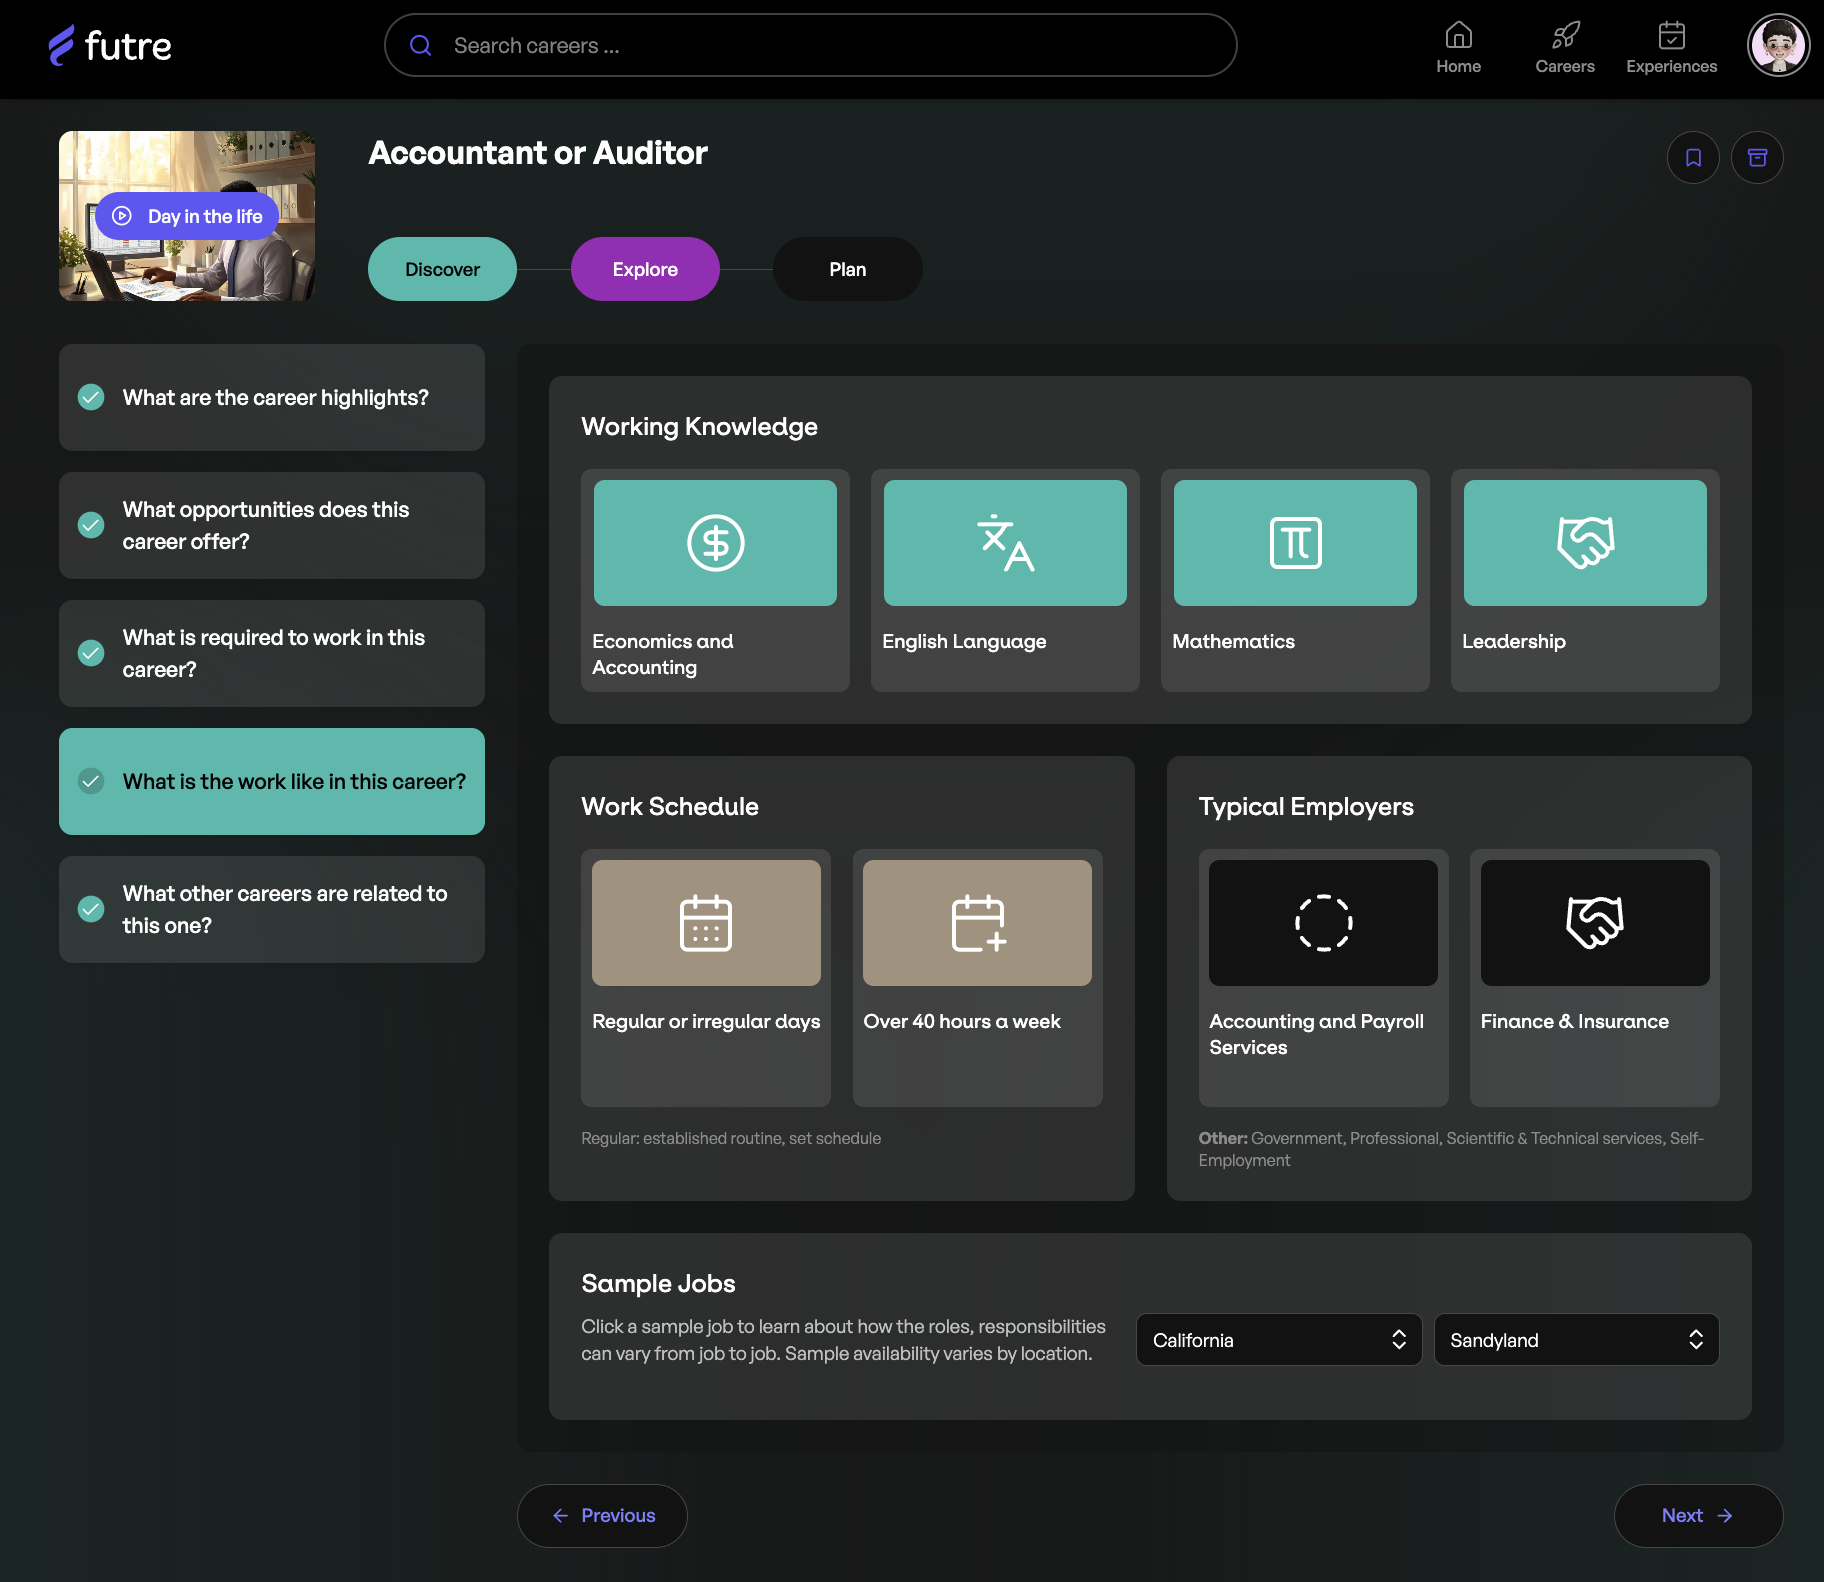 futre
Search careers ...
Home
Careers
Experiences
Day in the life
Accountant or Auditor
Discover
Explore
Plan
What are the career highlights?
What opportunities does this
career offer?
What is required to work in this
career?
What is the work like in this career?
What other careers are related to
this one?
Working Knowledge
Economics and
Accounting
English Language
Mathematics
Leadership
Work Schedule
Regular or irregular days
Over 40 hours a week
Regular: established routine, set schedule
Typical Employers
Accounting and Payroll
Services
Finance & Insurance
Other: Government, Professional, Scientific & Technical services, Self-
Employment
Sample Jobs
Click a sample job to learn about how the roles, responsibilities
can vary from job to job. Sample availability varies by location.
California
Sandyland
Previous
Next